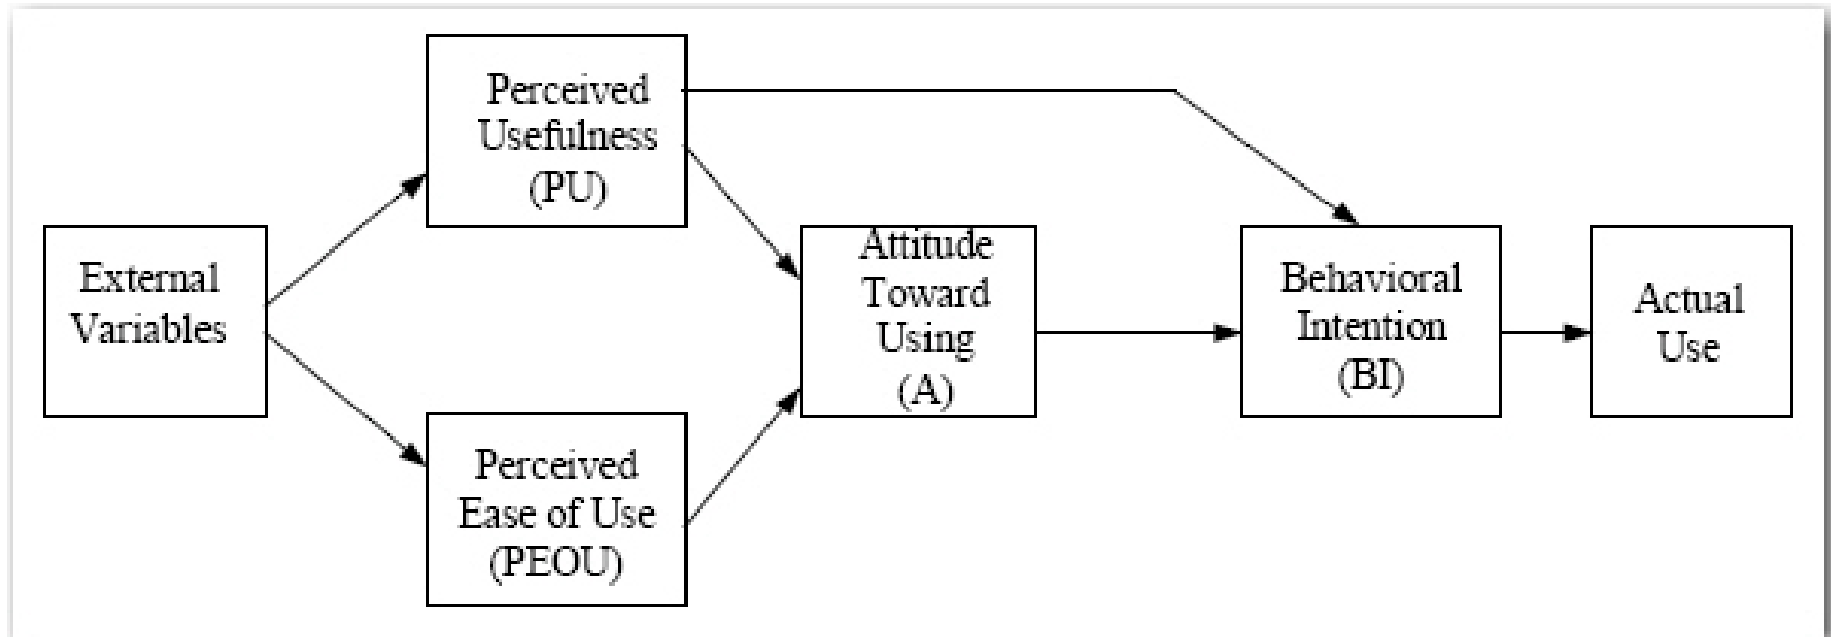 External
Variables
Perceived
Usefulness
(PU)
Perceived
Ease of Use
(PEOU)
Attitude
Toward
Using
(A)
Behavioral
Intention
(BI)
Actual
Use